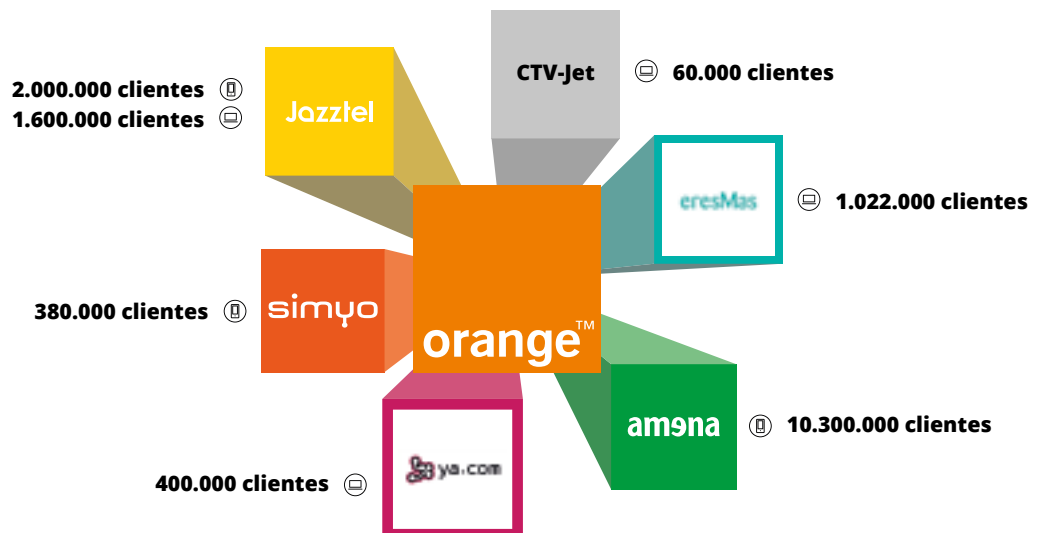 CTV-Jet
60.000 clientes
2.000.000 clientes
1.600.000 clientes
Jazztel
eresMas
1.022.000 clientes
380.000 clientes
simyo
orange™
amena
10.300.000 clientes
ya.com
400.000 clientes